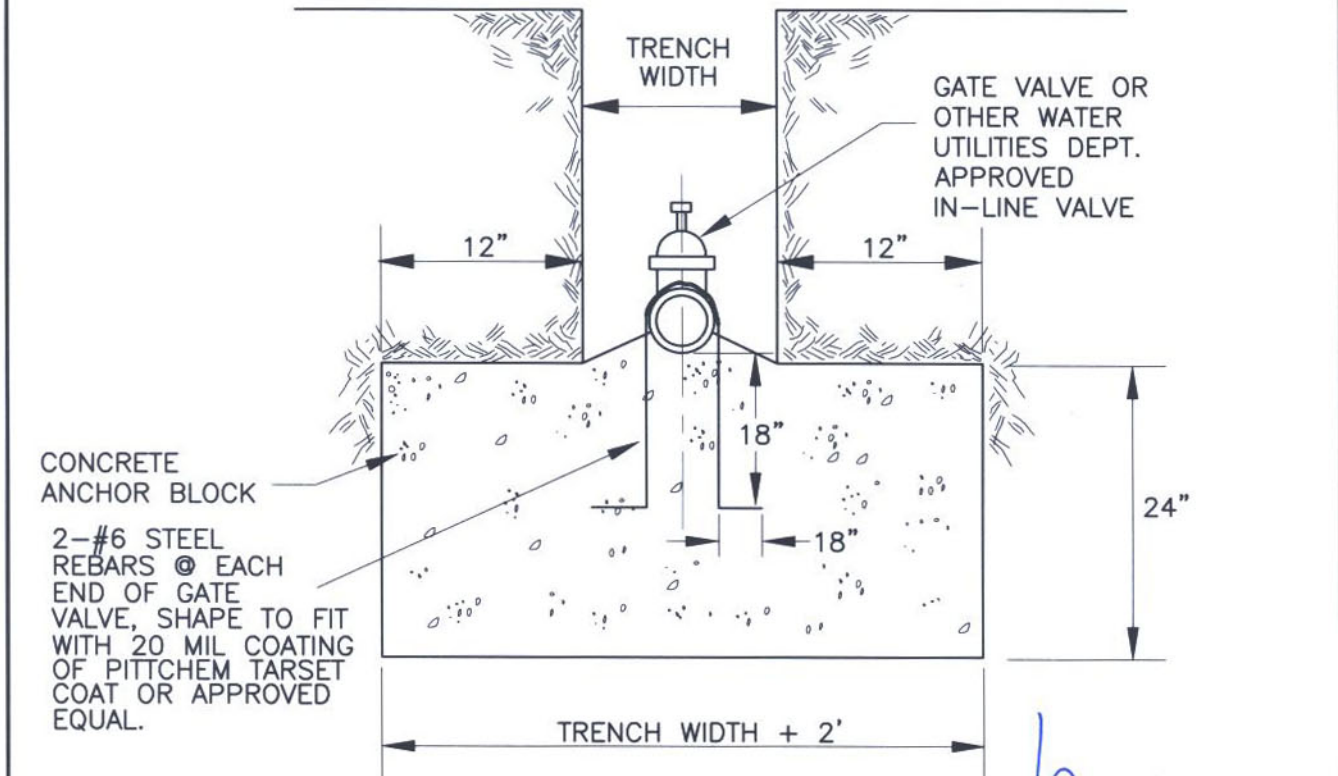 TRENCH
WIDTH
GATE VALVE OR
OTHER WATER
UTILITIES DEPT.
APPROVED
IN-LINE VALVE
12"
12"
18"
24"
18"
CONCRETE
ANCHOR BLOCK
2-#6 STEEL
REBARS @ EACH
END OF GATE
VALVE, SHAPE TO FIT
WITH 20 MIL COATING
OF PITTCHEM TARSET
COAT OR APPROVED
EQUAL.
TRENCH WIDTH + 2'